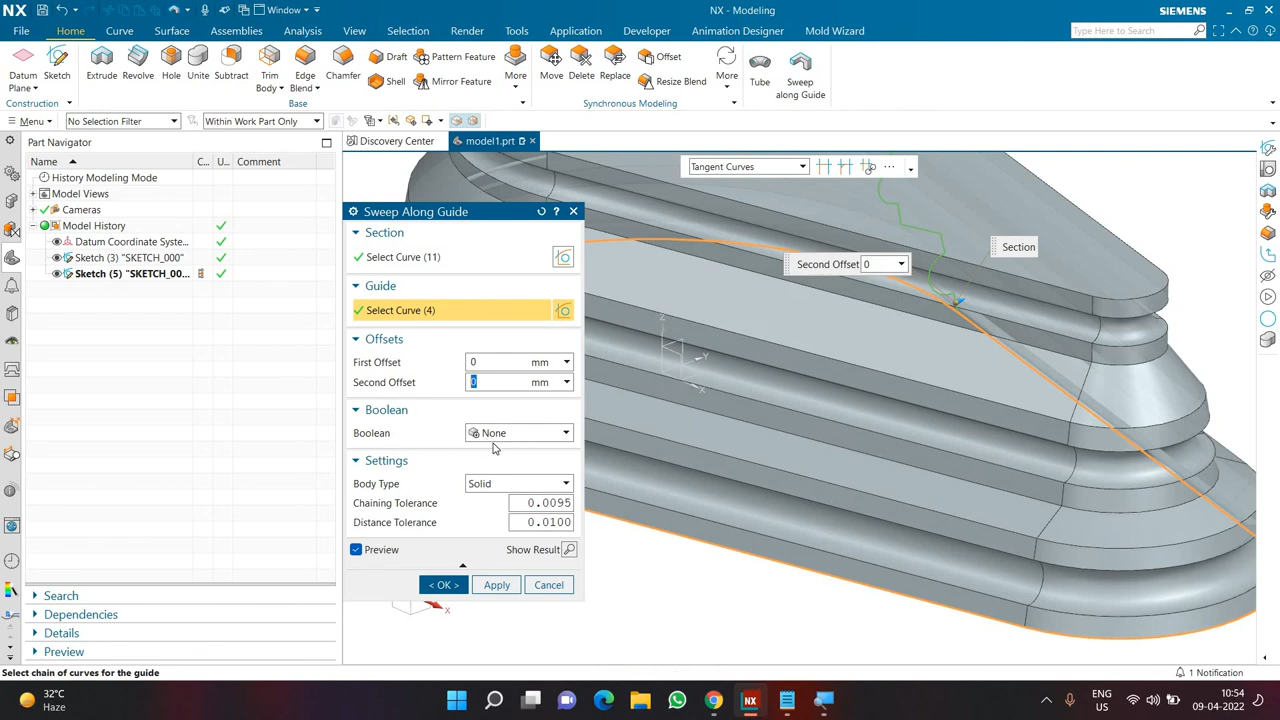 NX
Window
NX - Modeling
SIEMENS
File
Home
Curve
Surface
Assemblies
Analysis
View
Selection
Render
Tools
Application
Developer
Animation Designer
Mold Wizard
Type Here to Search
Datum Plane
Sketch
Extrude
Revolve
Hole
Unite
Subtract
Trim Body
Edge Blend
Chamfer
Draft
Shell
Pattern Feature
Mirror Feature
More
Move
Delete
Replace
Offset
Resize Blend
More
Tube
Sweep along Guide
Construction
Base
Synchronous Modeling
Menu
No Selection Filter
Within Work Part Only
Part Navigator
Discovery Center
model1.prt
Name
C...
U...
Comment
History Modeling Mode
Model Views
Cameras
Model History
Datum Coordinate Syste...
Sketch (3) "SKETCH_000"
Sketch (5) "SKETCH_00...
Search
Dependencies
Details
Preview
Tangent Curves
Section
Second Offset 0
Z
Y
X
X
Sweep Along Guide
Section
Select Curve (11)
Guide
Select Curve (4)
Offsets
First Offset 0 mm
Second Offset 0 mm
Boolean
Boolean None
Settings
Body Type Solid
Chaining Tolerance 0.0095
Distance Tolerance 0.0100
Preview
Show Result
< OK >
Apply
Cancel
Select chain of curves for the guide
1 Notification
32°C
Haze
NX
ENG
US
10:54
09-04-2022